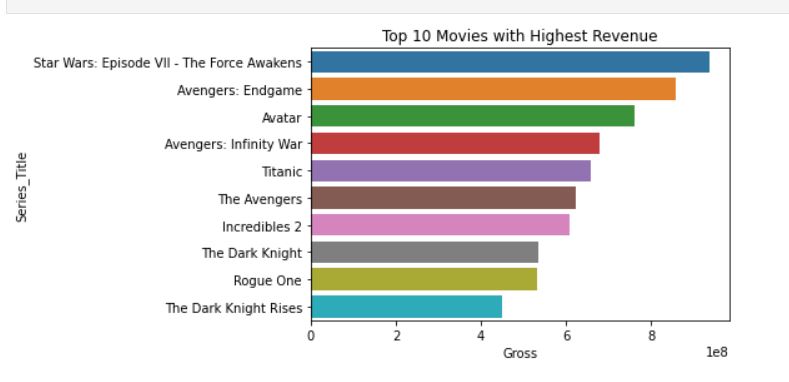 Top 10 Movies with Highest Revenue
Star Wars: Episode VII - The Force Awakens
Avengers: Endgame
Avatar
Avengers: Infinity War
Titanic
The Avengers
Incredibles 2
The Dark Knight
Rogue One
The Dark Knight Rises
Series_Title
0 2 4 6 8
Gross
1e8